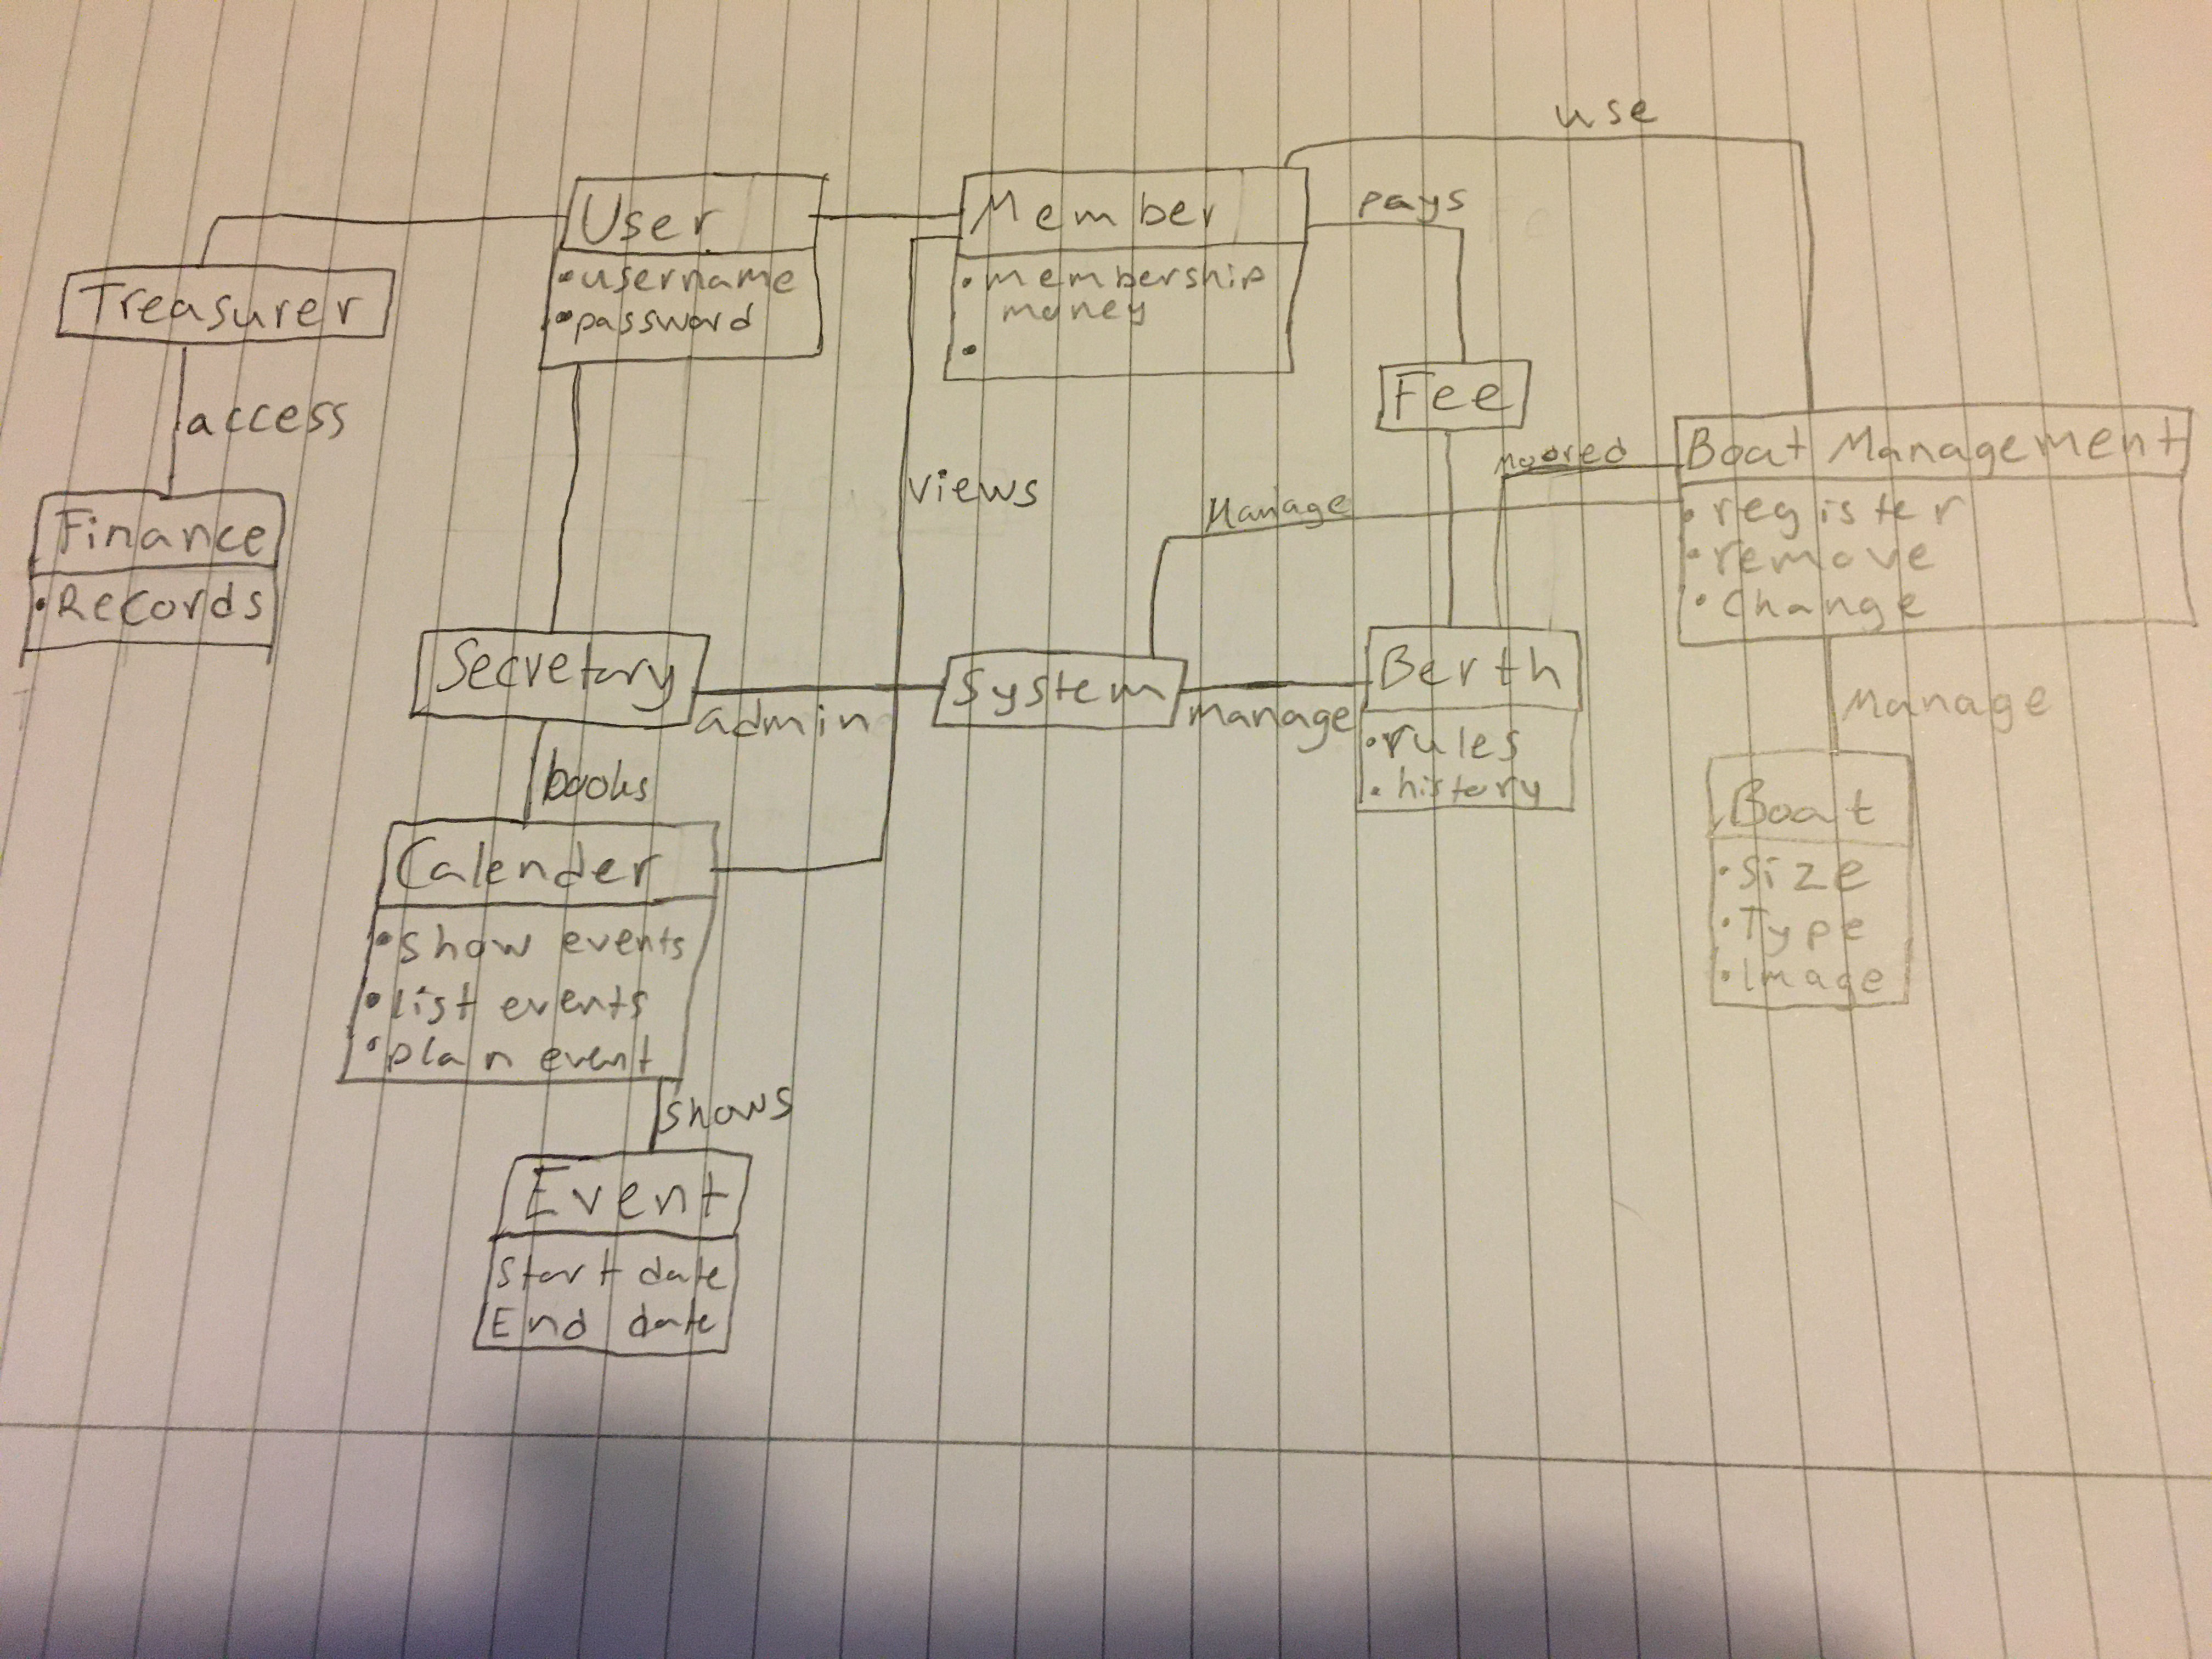 use
Treasurer
User
• username
• password
Member
• membership
money
•
pays
access
Fee
Boat Management
• register
• remove
• change
Finance
• Records
views
Manage
moored
Secretary
admin
System
manage
Berth
• rules
• history
Manage
books
Calender
• show events
• list events
• plan event
Boat
• Size
• Type
• Image
shows
Event
Start date
End date